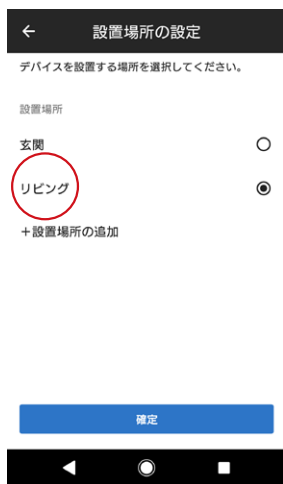 設置場所の設定
デバイスを設置する場所を選択してください。
設置場所
玄関
リビング
+設置場所の追加
確定